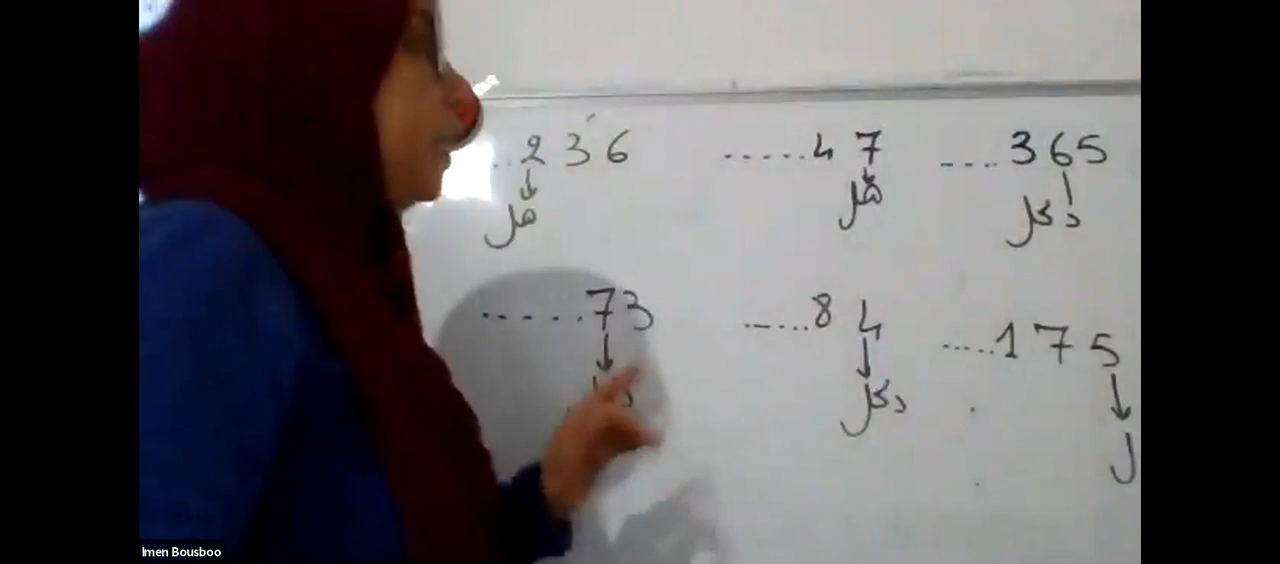 ..236 .....47 ....365
هل هل دكل
.....73 .....84 ....175
دكل
ل
Imen Bousboo